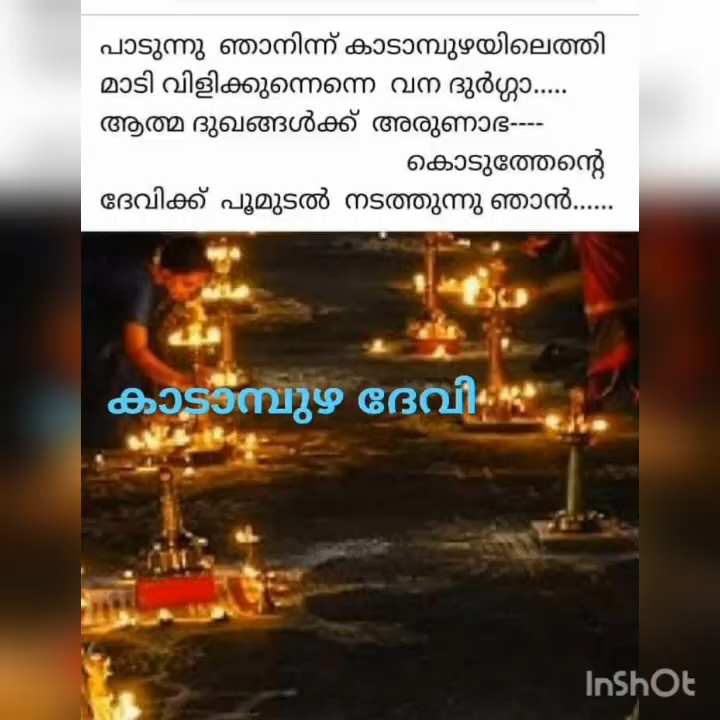 പാടുന്നു ഞാനിന്ന് കാടാമ്പുഴയിലെത്തി
മാടി വിളിക്കുന്നെന്നെ വന ദുർഗ്ഗാ.....
ആത്മ ദുഖങ്ങൾക്ക് അരുണാഭ----
കൊടുത്തേന്റെ
ദേവിക്ക് പൂമുടൽ നടത്തുന്നു ഞാൻ......
കാടാമ്പുഴ ദേവി
InShOt